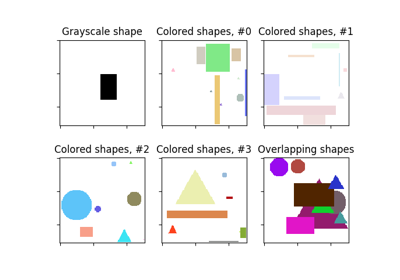 Grayscale shape
Colored shapes, #0
Colored shapes, #1
Colored shapes, #2
Colored shapes, #3
Overlapping shapes